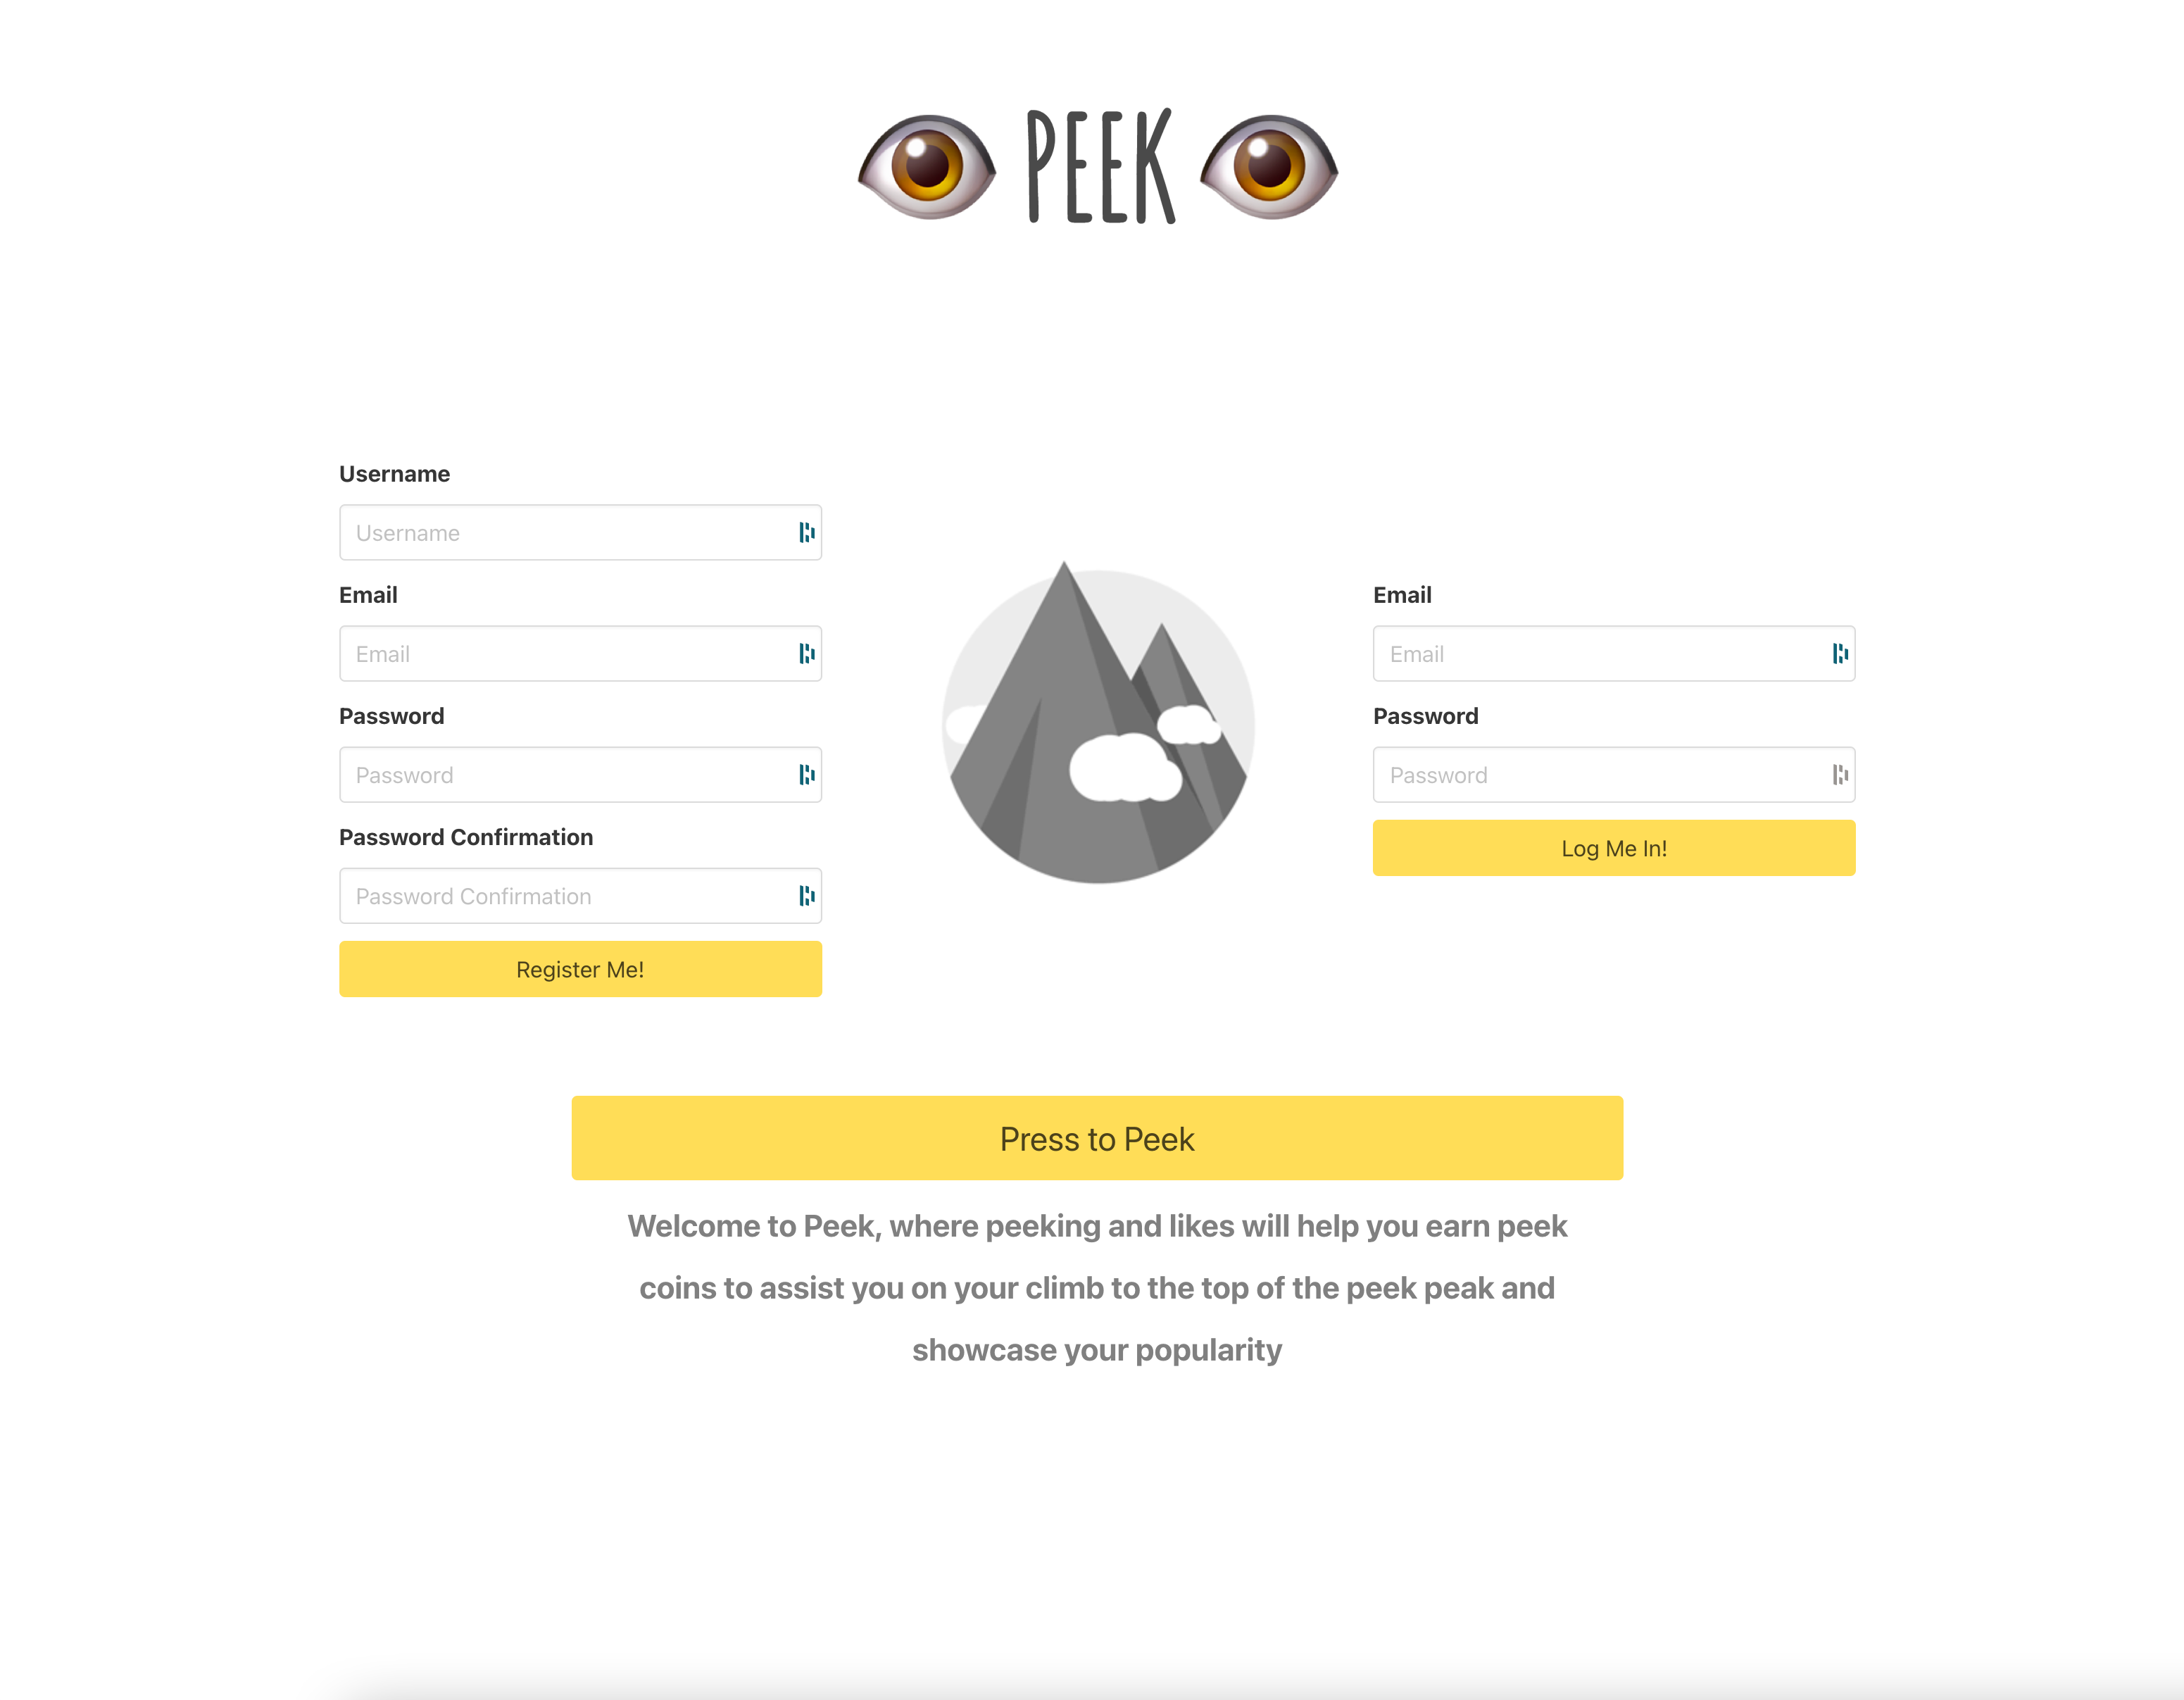 PEEK
Username
Username
Email
Email
Password
Password
Password Confirmation
Password Confirmation
Register Me!
Email
Email
Password
Password
Log Me In!
Press to Peek
Welcome to Peek, where peeking and likes will help you earn peek
coins to assist you on your climb to the top of the peek peak and
showcase your popularity